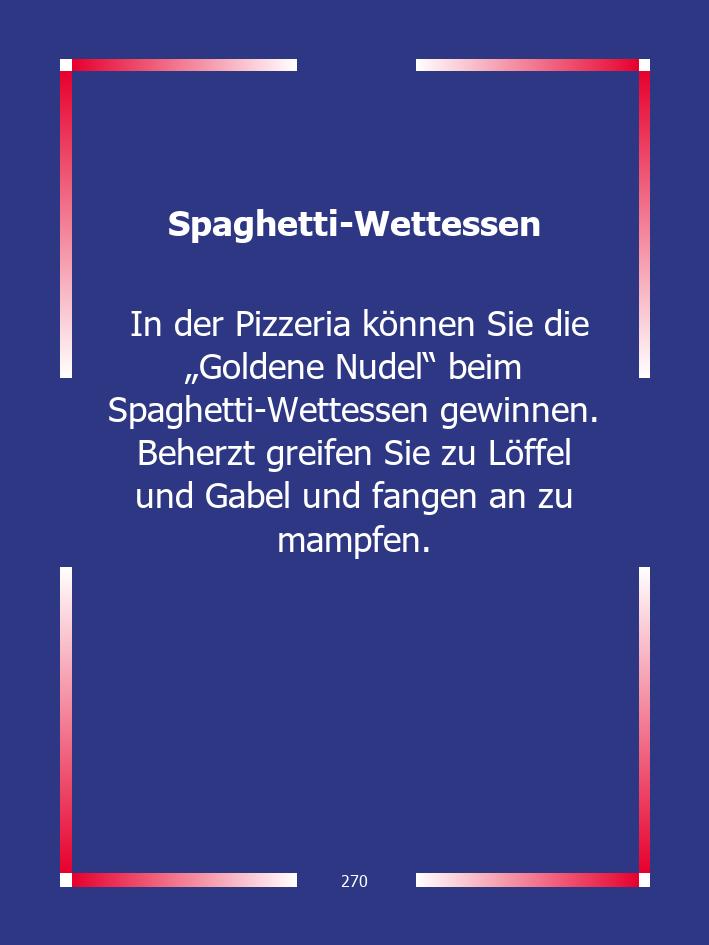 Spaghetti-Wettessen
In der Pizzeria können Sie die
„Goldene Nudel“ beim
Spaghetti-Wettessen gewinnen.
Beherzt greifen Sie zu Löffel
und Gabel und fangen an zu
mampfen.
270